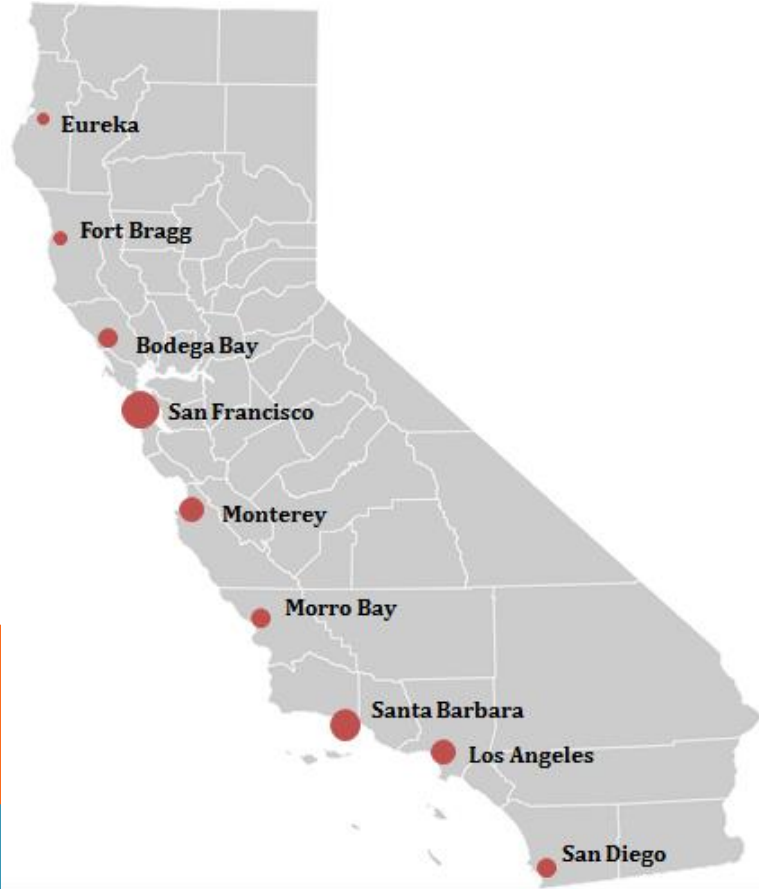 Eureka
Fort Bragg
Bodega Bay
San Francisco
Monterey
Morro Bay
Santa Barbara
Los Angeles
San Diego